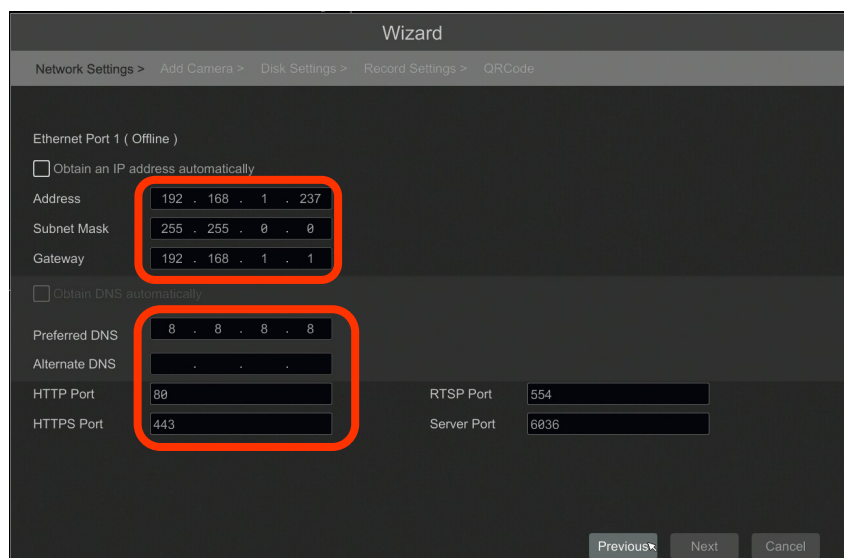 Wizard
Network Settings > Add Camera > Disk Settings > Record Settings > QRCode
Ethernet Port 1 ( Offline )
Obtain an IP address automatically
Address 192 . 168 . 1 . 237
Subnet Mask 255 . 255 . 0 . 0
Gateway 192 . 168 . 1 . 1
Obtain DNS automatically
Preferred DNS 8 . 8 . 8 . 8
Alternate DNS . . .
HTTP Port 80 RTSP Port 554
HTTPS Port 443 Server Port 6036
Previous Next Cancel